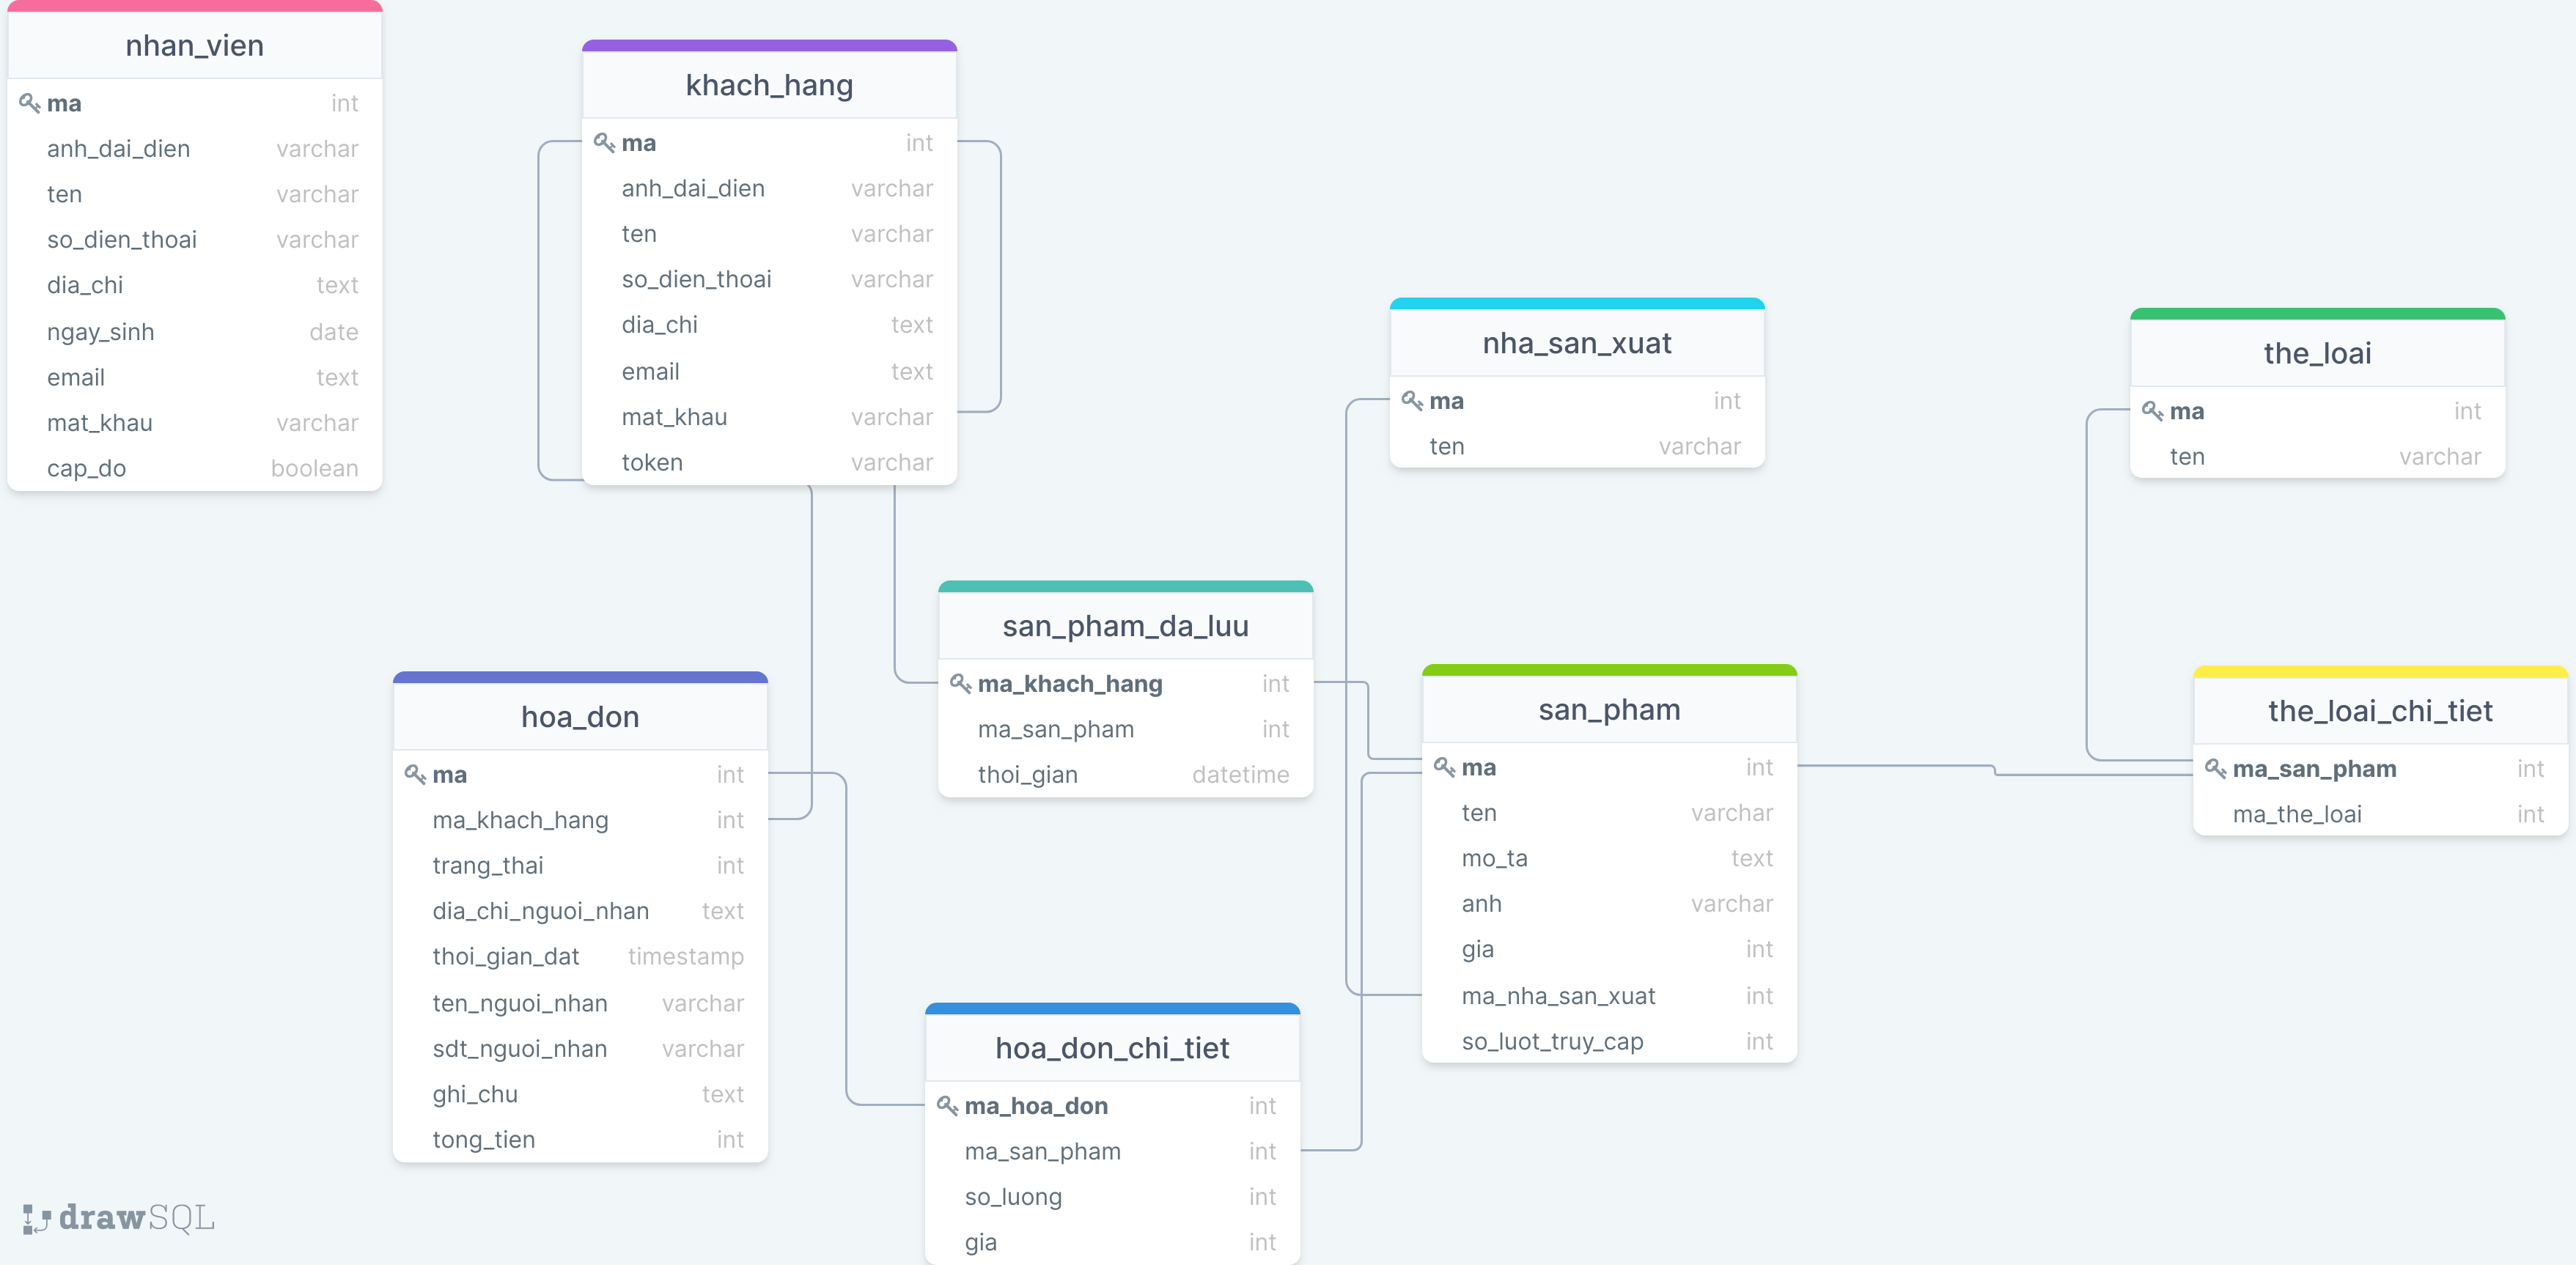 nhan_vien
ma int
anh_dai_dien varchar
ten varchar
so_dien_thoai varchar
dia_chi text
ngay_sinh date
email text
mat_khau varchar
cap_do boolean
khach_hang
ma int
anh_dai_dien varchar
ten varchar
so_dien_thoai varchar
dia_chi text
email text
mat_khau varchar
token varchar
nha_san_xuat
ma int
ten varchar
the_loai
ma int
ten varchar
san_pham_da_luu
ma_khach_hang int
ma_san_pham int
thoi_gian datetime
hoa_don
ma int
ma_khach_hang int
trang_thai int
dia_chi_nguoi_nhan text
thoi_gian_dat timestamp
ten_nguoi_nhan varchar
sdt_nguoi_nhan varchar
ghi_chu text
tong_tien int
san_pham
ma int
ten varchar
mo_ta text
anh varchar
gia int
ma_nha_san_xuat int
so_luot_truy_cap int
the_loai_chi_tiet
ma_san_pham int
ma_the_loai int
hoa_don_chi_tiet
ma_hoa_don int
ma_san_pham int
so_luong int
gia int
drawSQL